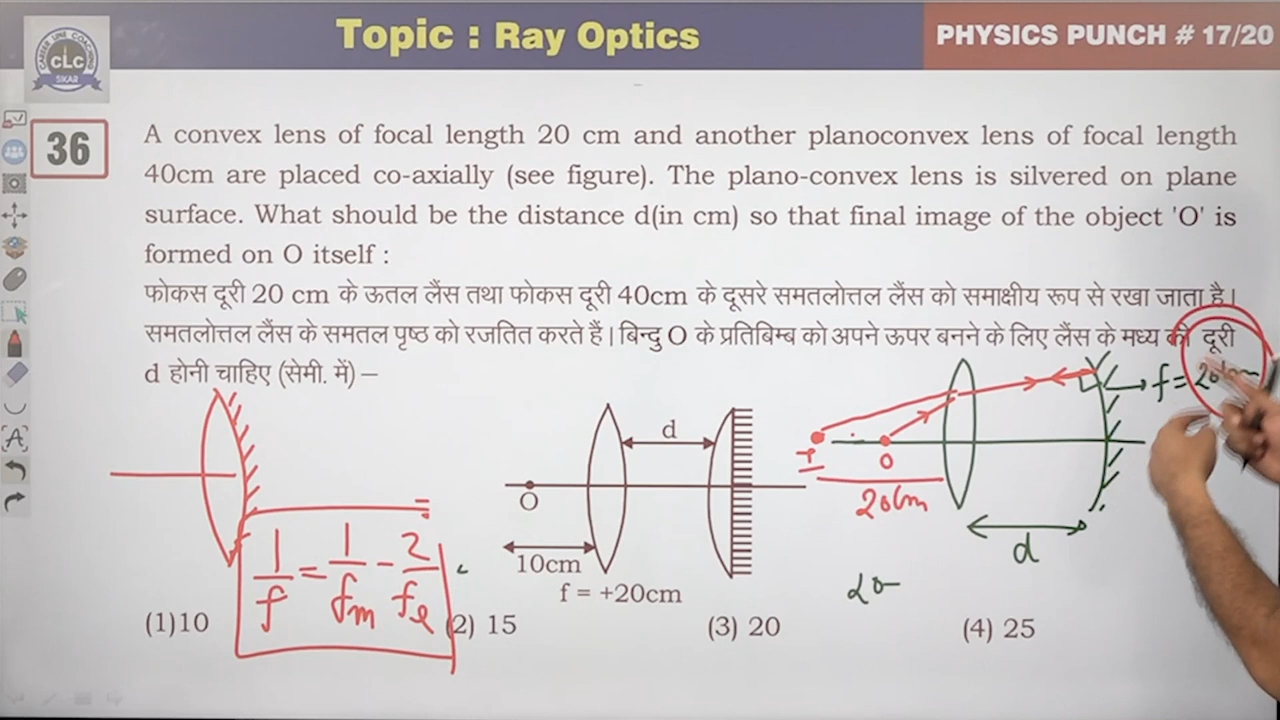 Topic : Ray Optics
PHYSICS PUNCH # 17/20
CAREER LINE COACHING
CLC
SIKAR
36
A convex lens of focal length 20 cm and another planoconvex lens of focal length
40cm are placed co-axially (see figure). The plano-convex lens is silvered on plane
surface. What should be the distance d(in cm) so that final image of the object 'O' is
formed on O itself :
फोकस दूरी 20 cm के ऊतल लैंस तथा फोकस दूरी 40cm के दूसरे समतलोत्तल लैंस को समाक्षीय रूप से रखा जाता है।
समतलोत्तल लैंस के समतल पृष्ठ को रजतित करते हैं। बिन्दु O के प्रतिबिम्ब को अपने ऊपर बनने के लिए लैंस के मध्य की दूरी
d होनी चाहिए (सेमी. में) –
f = 20cm
d
O
10cm
f = +20cm
I
O
20cm
d
20-
1/f = 1/fm - 2/fl
(1)10
(2) 15
(3) 20
(4) 25